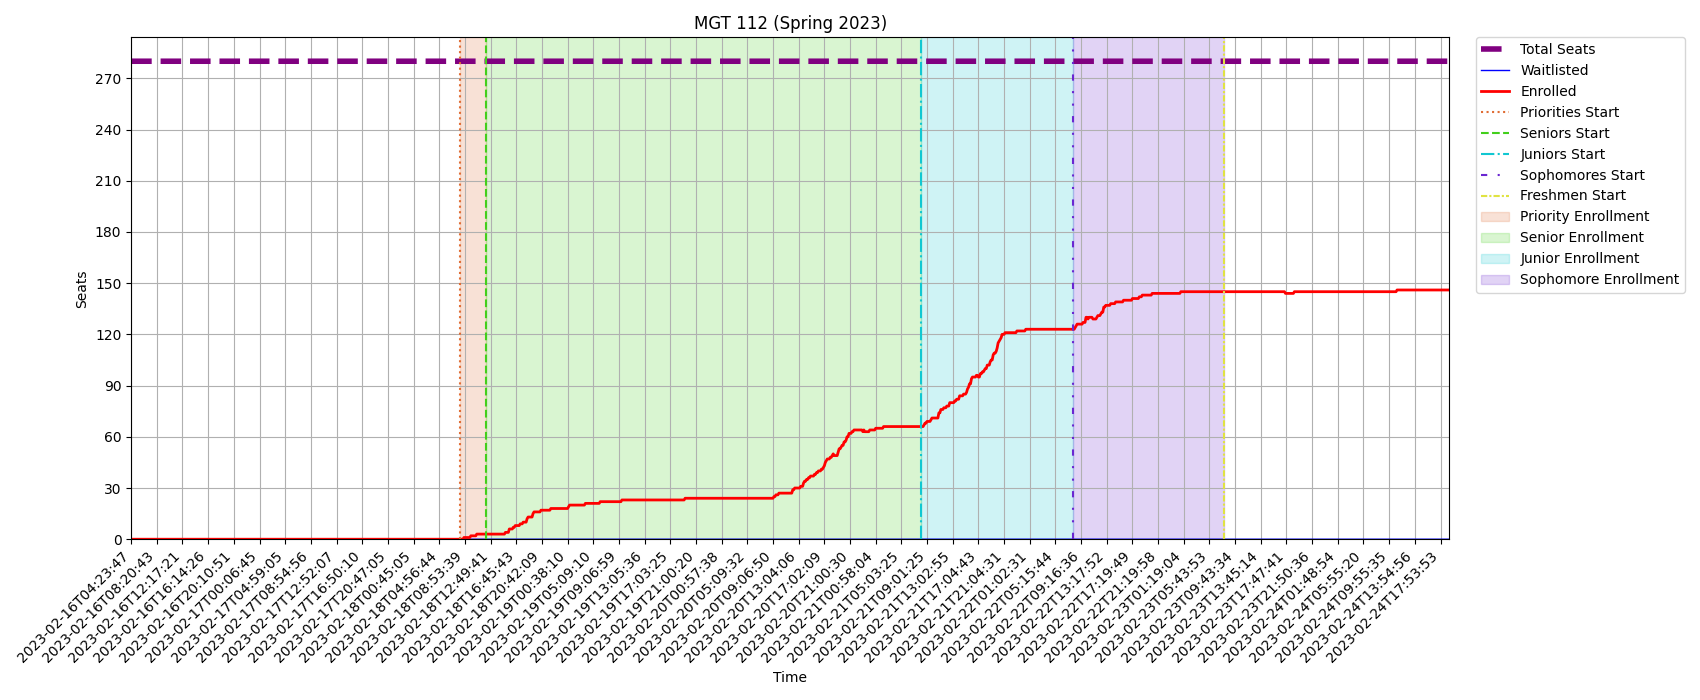 MGT 112 (Spring 2023)
Total Seats
Waitlisted
Enrolled
Priorities Start
Seniors Start
Juniors Start
Sophomores Start
Freshmen Start
Priority Enrollment
Senior Enrollment
Junior Enrollment
Sophomore Enrollment
Seats
270
240
210
180
150
120
90
60
30
0
2023-02-16T04:23:47
2023-02-16T08:20:43
2023-02-16T12:17:21
2023-02-16T16:14:26
2023-02-16T20:10:51
2023-02-17T00:06:45
2023-02-17T04:59:05
2023-02-17T08:54:56
2023-02-17T12:52:07
2023-02-17T16:50:10
2023-02-17T20:47:05
2023-02-18T00:45:05
2023-02-18T04:56:44
2023-02-18T08:53:39
2023-02-18T12:49:41
2023-02-18T16:45:43
2023-02-18T20:42:09
2023-02-19T00:38:10
2023-02-19T05:09:10
2023-02-19T09:06:59
2023-02-19T13:05:36
2023-02-19T17:03:25
2023-02-19T21:00:20
2023-02-20T00:57:38
2023-02-20T05:09:32
2023-02-20T09:06:50
2023-02-20T13:04:06
2023-02-20T17:02:09
2023-02-20T21:00:30
2023-02-21T00:58:04
2023-02-21T05:03:25
2023-02-21T09:01:25
2023-02-21T13:02:55
2023-02-21T17:04:43
2023-02-21T21:04:31
2023-02-22T01:02:31
2023-02-22T05:15:44
2023-02-22T09:16:36
2023-02-22T13:17:52
2023-02-22T17:19:49
2023-02-22T21:19:58
2023-02-23T01:19:04
2023-02-23T05:43:53
2023-02-23T09:43:34
2023-02-23T13:45:14
2023-02-23T17:47:41
2023-02-23T21:50:36
2023-02-24T01:48:54
2023-02-24T05:55:20
2023-02-24T09:55:35
2023-02-24T13:54:56
2023-02-24T17:53:53
Time